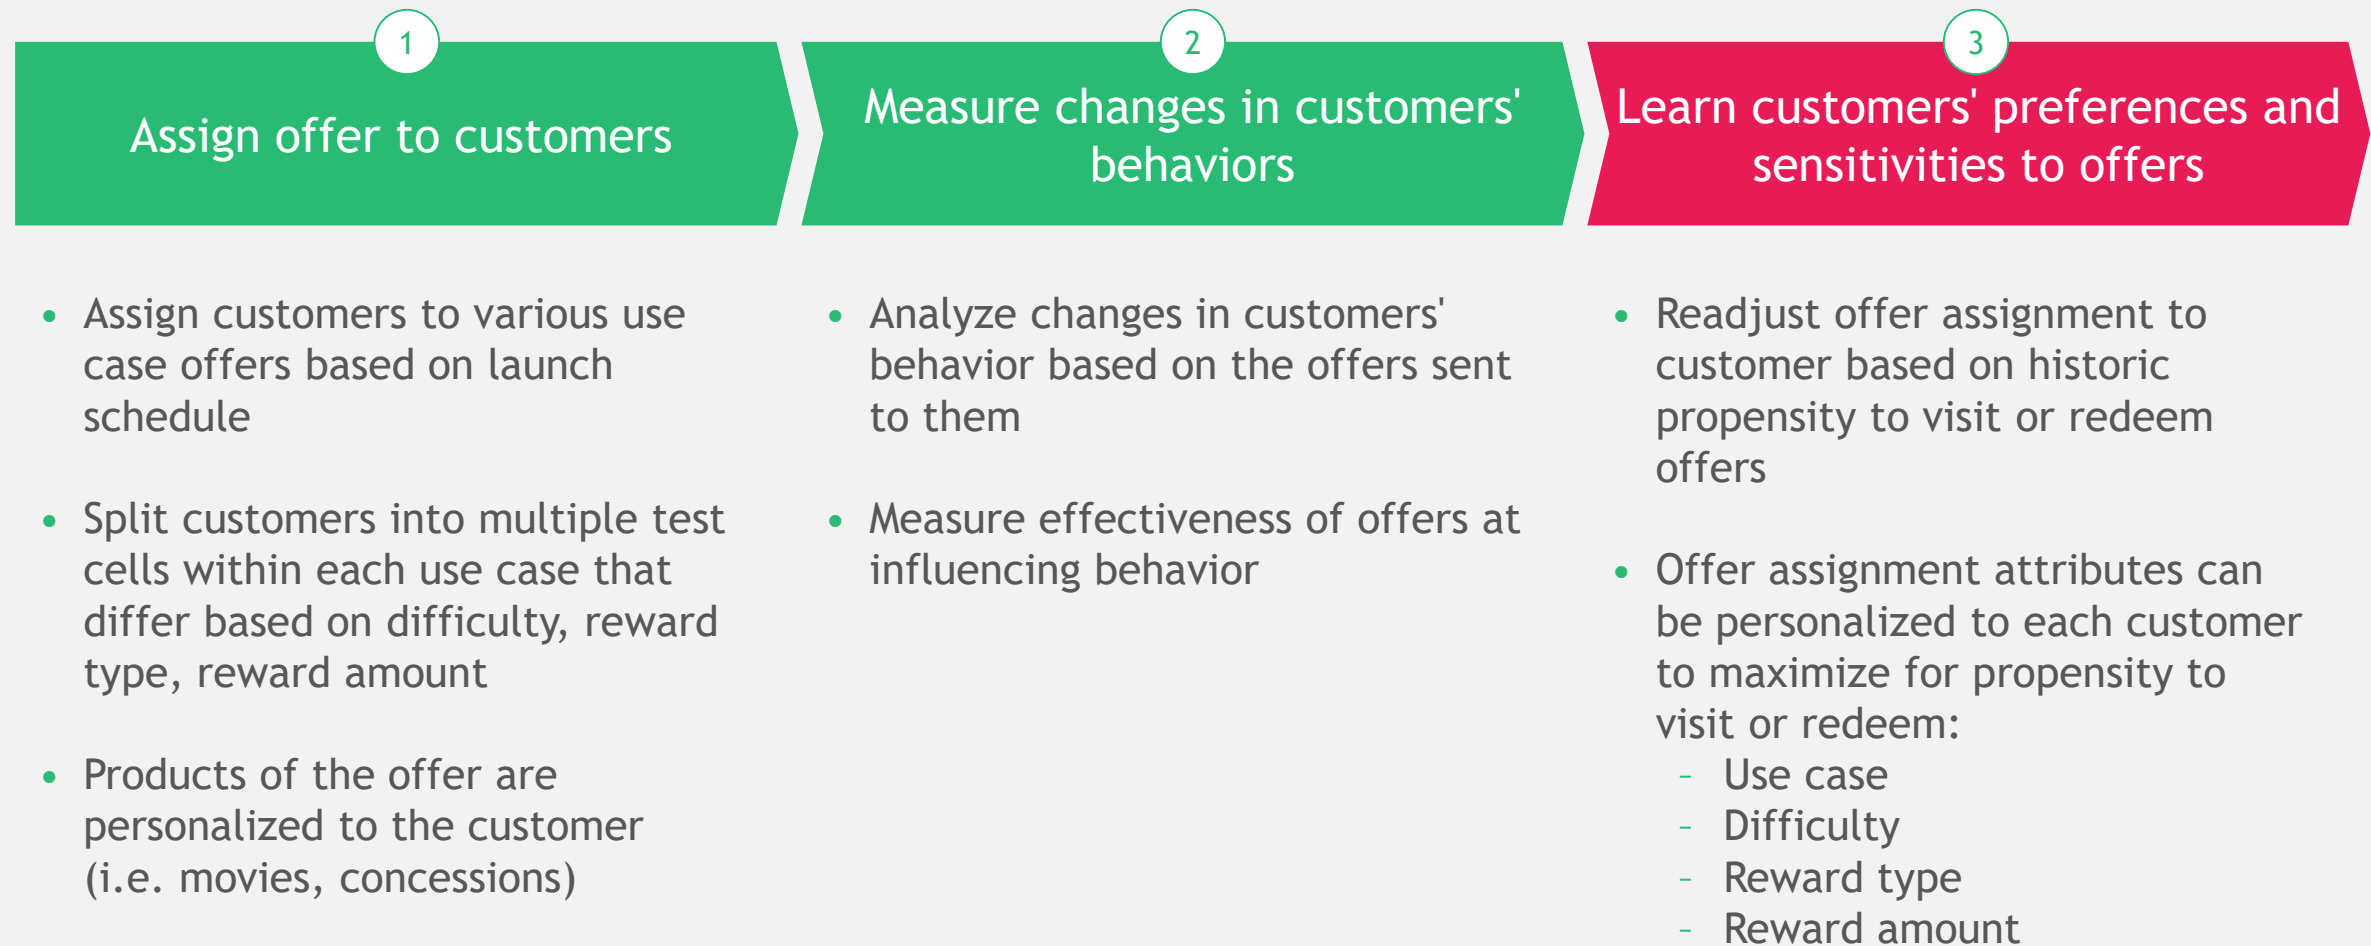 1
Assign offer to customers
• Assign customers to various use
case offers based on launch
schedule
• Split customers into multiple test
cells within each use case that
differ based on difficulty, reward
type, reward amount
• Products of the offer are
personalized to the customer
(i.e. movies, concessions)
2
Measure changes in customers'
behaviors
• Analyze changes in customers'
behavior based on the offers sent
to them
• Measure effectiveness of offers at
influencing behavior
3
Learn customers' preferences and
sensitivities to offers
• Readjust offer assignment to
customer based on historic
propensity to visit or redeem
offers
• Offer assignment attributes can
be personalized to each customer
to maximize for propensity to
visit or redeem:
– Use case
– Difficulty
– Reward type
– Reward amount